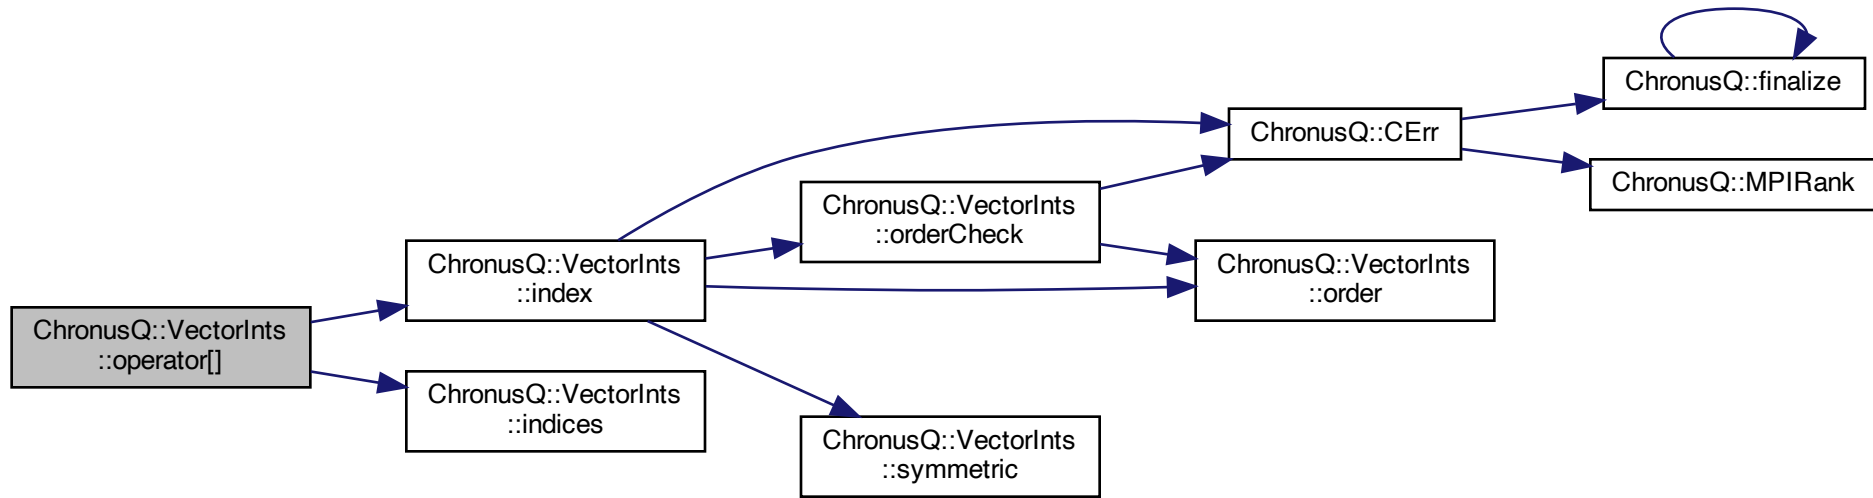 ChronusQ::VectorInts
::operator[]
ChronusQ::VectorInts
::index
ChronusQ::VectorInts
::indices
ChronusQ::VectorInts
::orderCheck
ChronusQ::VectorInts
::symmetric
ChronusQ::CErr
ChronusQ::VectorInts
::order
ChronusQ::finalize
ChronusQ::MPIRank